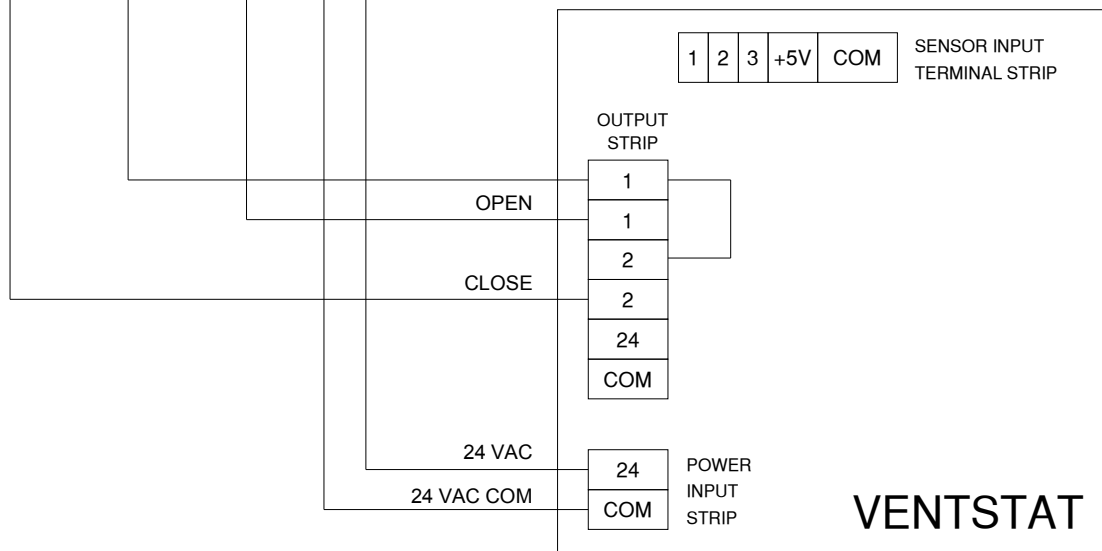 1 2 3 +5V COM
SENSOR INPUT
TERMINAL STRIP
OUTPUT
STRIP
1
OPEN
1
2
CLOSE
2
24
COM
24 VAC
24
24 VAC COM
COM
POWER
INPUT
STRIP
VENTSTAT